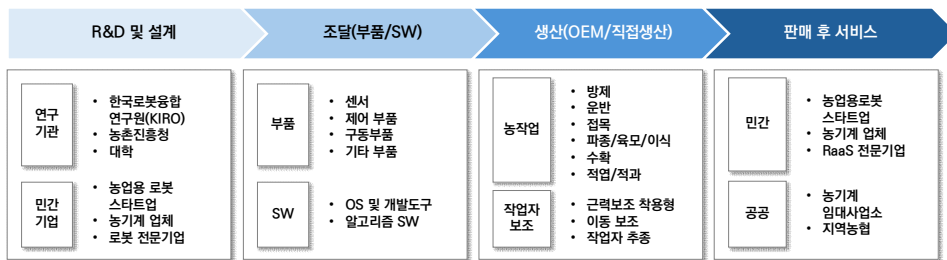 R&D 및 설계
조달(부품/SW)
생산(OEM/직접생산)
판매 후 서비스
연구
기관
• 한국로봇융합
연구원(KIRO)
• 농촌진흥청
• 대학
민간
기업
• 농업용 로봇
스타트업
• 농기계 업체
• 로봇 전문기업
부품
• 센서
• 제어 부품
• 구동부품
• 기타 부품
SW
• OS 및 개발도구
• 알고리즘 SW
농작업
• 방제
• 운반
• 접목
• 파종/육모/이식
• 수확
• 적엽/적과
작업자
보조
• 근력보조 착용형
• 이동 보조
• 작업자 추종
민간
• 농업용로봇
스타트업
• 농기계 업체
• RaaS 전문기업
공공
• 농기계
임대사업소
• 지역농협